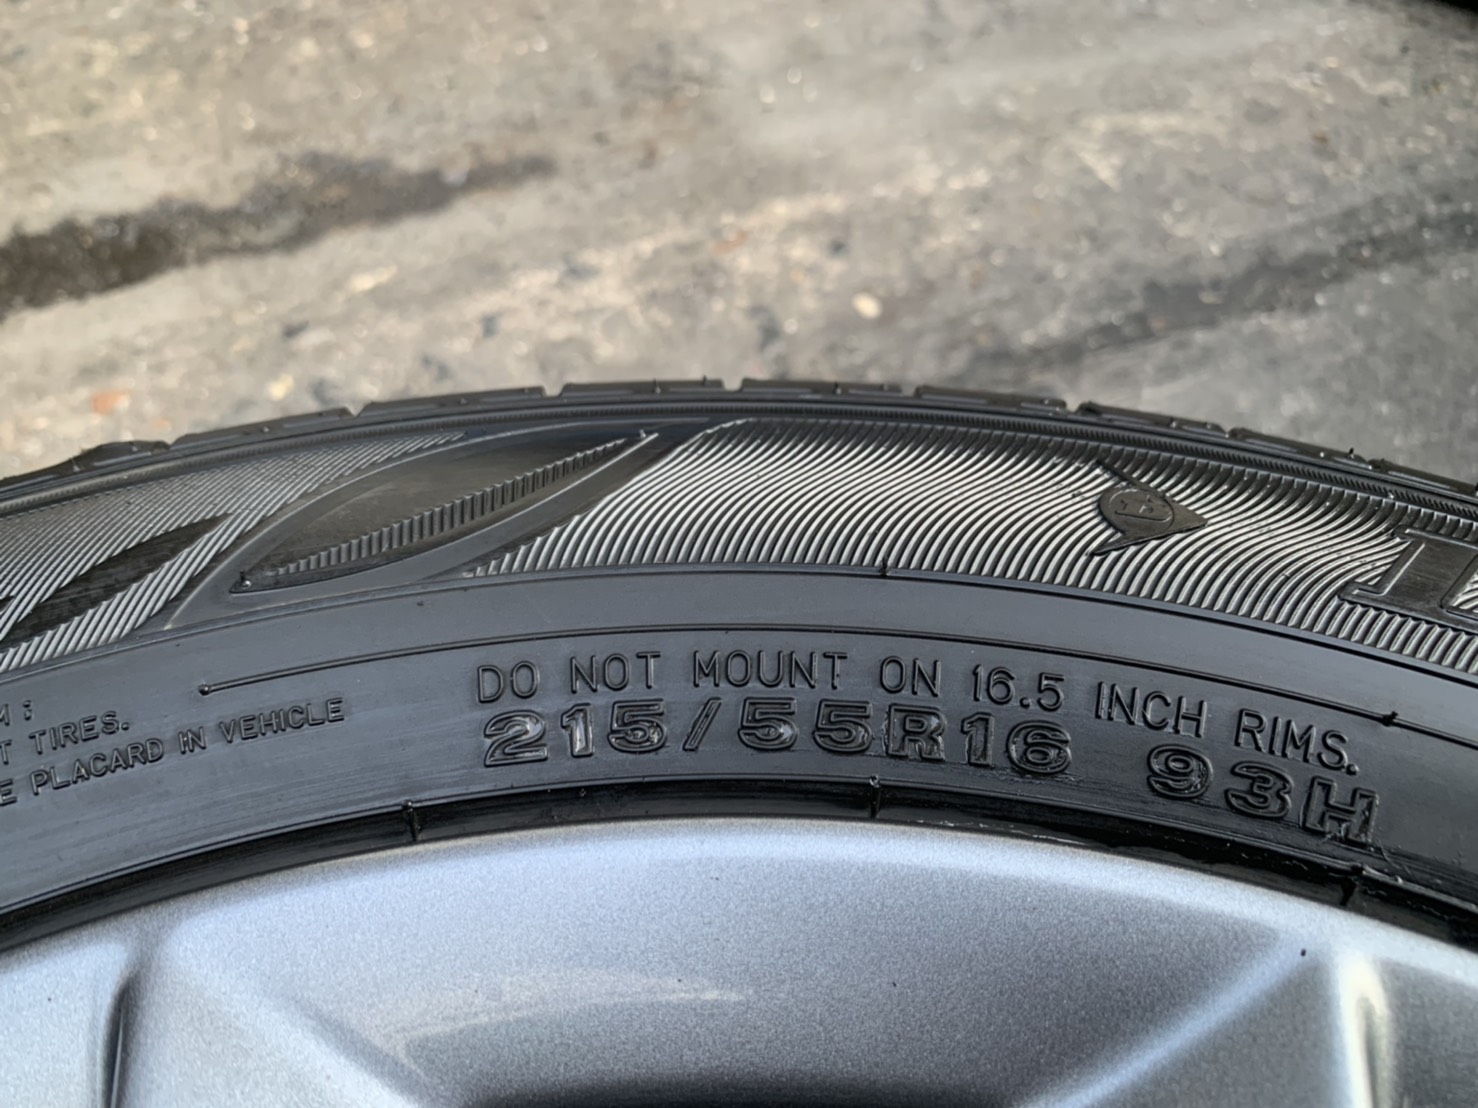 DO NOT MOUNT ON 16.5 INCH RIMS.
215/55R16 93H
T TIRES.
E PLACARD IN VEHICLE